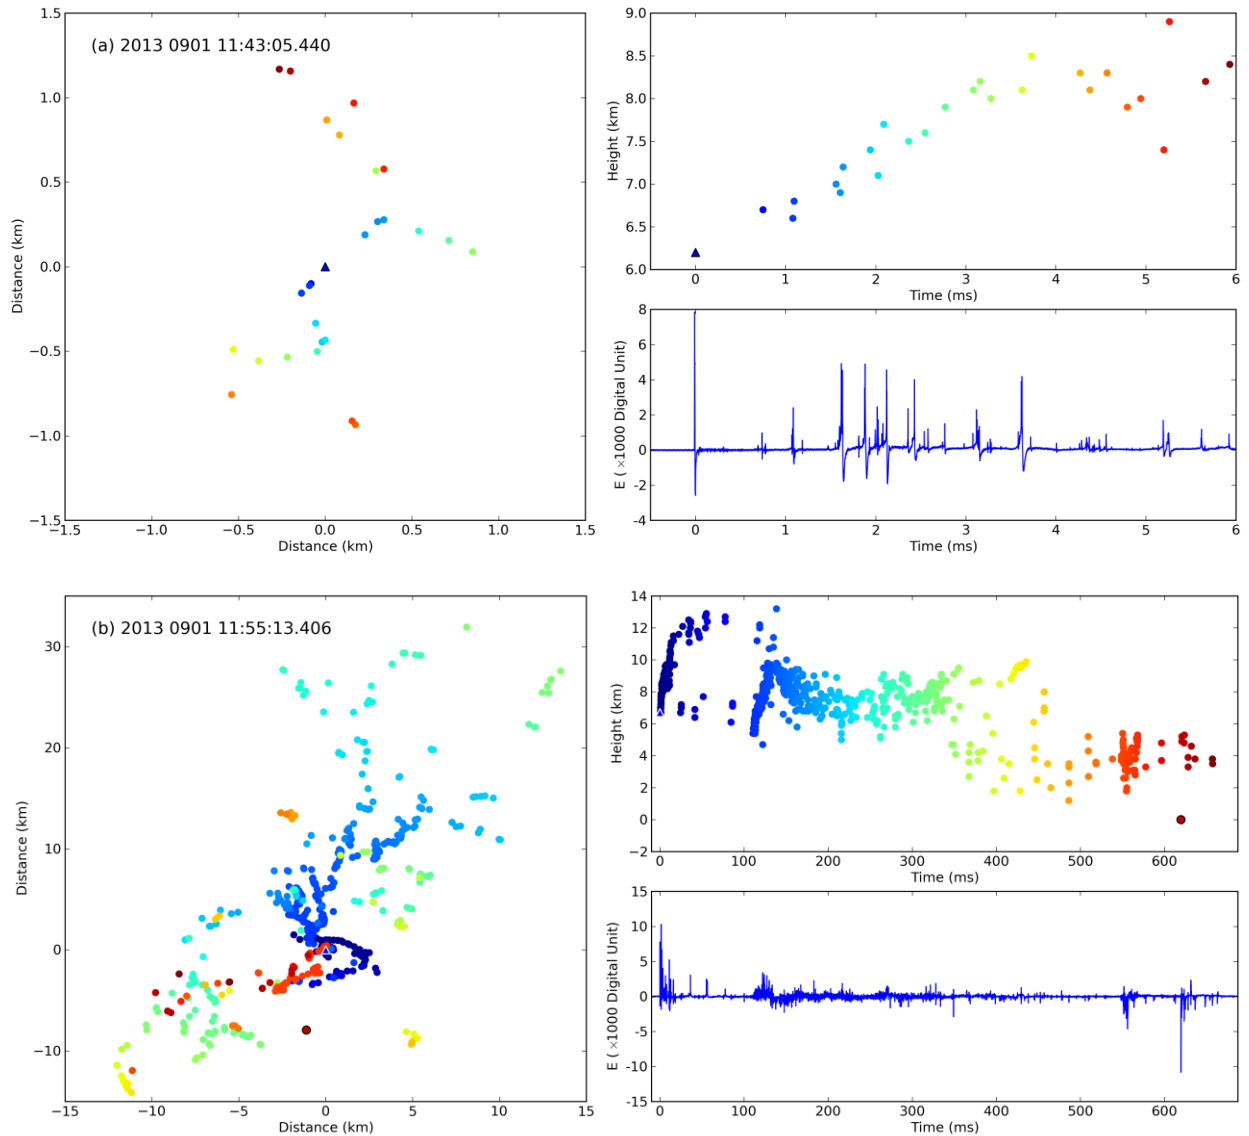 (a) 2013 0901 11:43:05.440
1.5
1.0
0.5
0.0
−0.5
−1.0
−1.5
Distance (km)
−1.5 −1.0 −0.5 0.0 0.5 1.0 1.5
Distance (km)
9.0
8.5
8.0
7.5
7.0
6.5
6.0
Height (km)
0 1 2 3 4 5 6
Time (ms)
8
6
4
2
0
−2
−4
E ( ×1000 Digital Unit)
0 1 2 3 4 5 6
Time (ms)
(b) 2013 0901 11:55:13.406
30
20
10
0
−10
Distance (km)
−15 −10 −5 0 5 10 15
Distance (km)
14
12
10
8
6
4
2
0
−2
Height (km)
0 100 200 300 400 500 600
Time (ms)
15
10
5
0
−5
−10
−15
E ( ×1000 Digital Unit)
0 100 200 300 400 500 600
Time (ms)